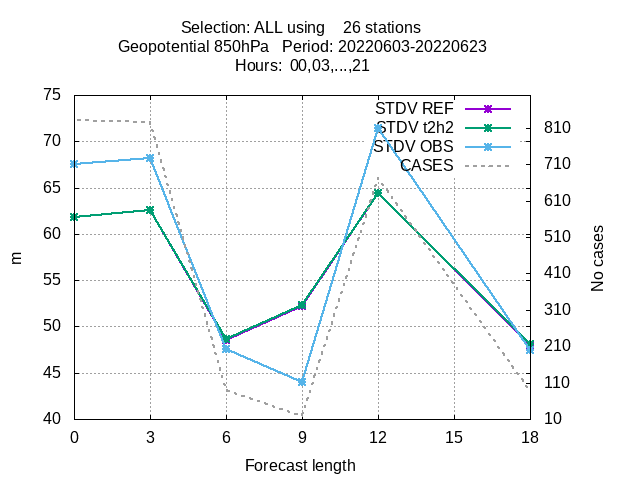 Selection: ALL using    26 stations
Geopotential 850hPa   Period: 20220603-20220623
Hours:  00,03,...,21
75
70
65
60
55
50
45
40
m
0
3
6
9
12
15
18
Forecast length
810
710
610
510
410
310
210
110
10
No cases
STDV REF
STDV t2h2
STDV OBS
CASES